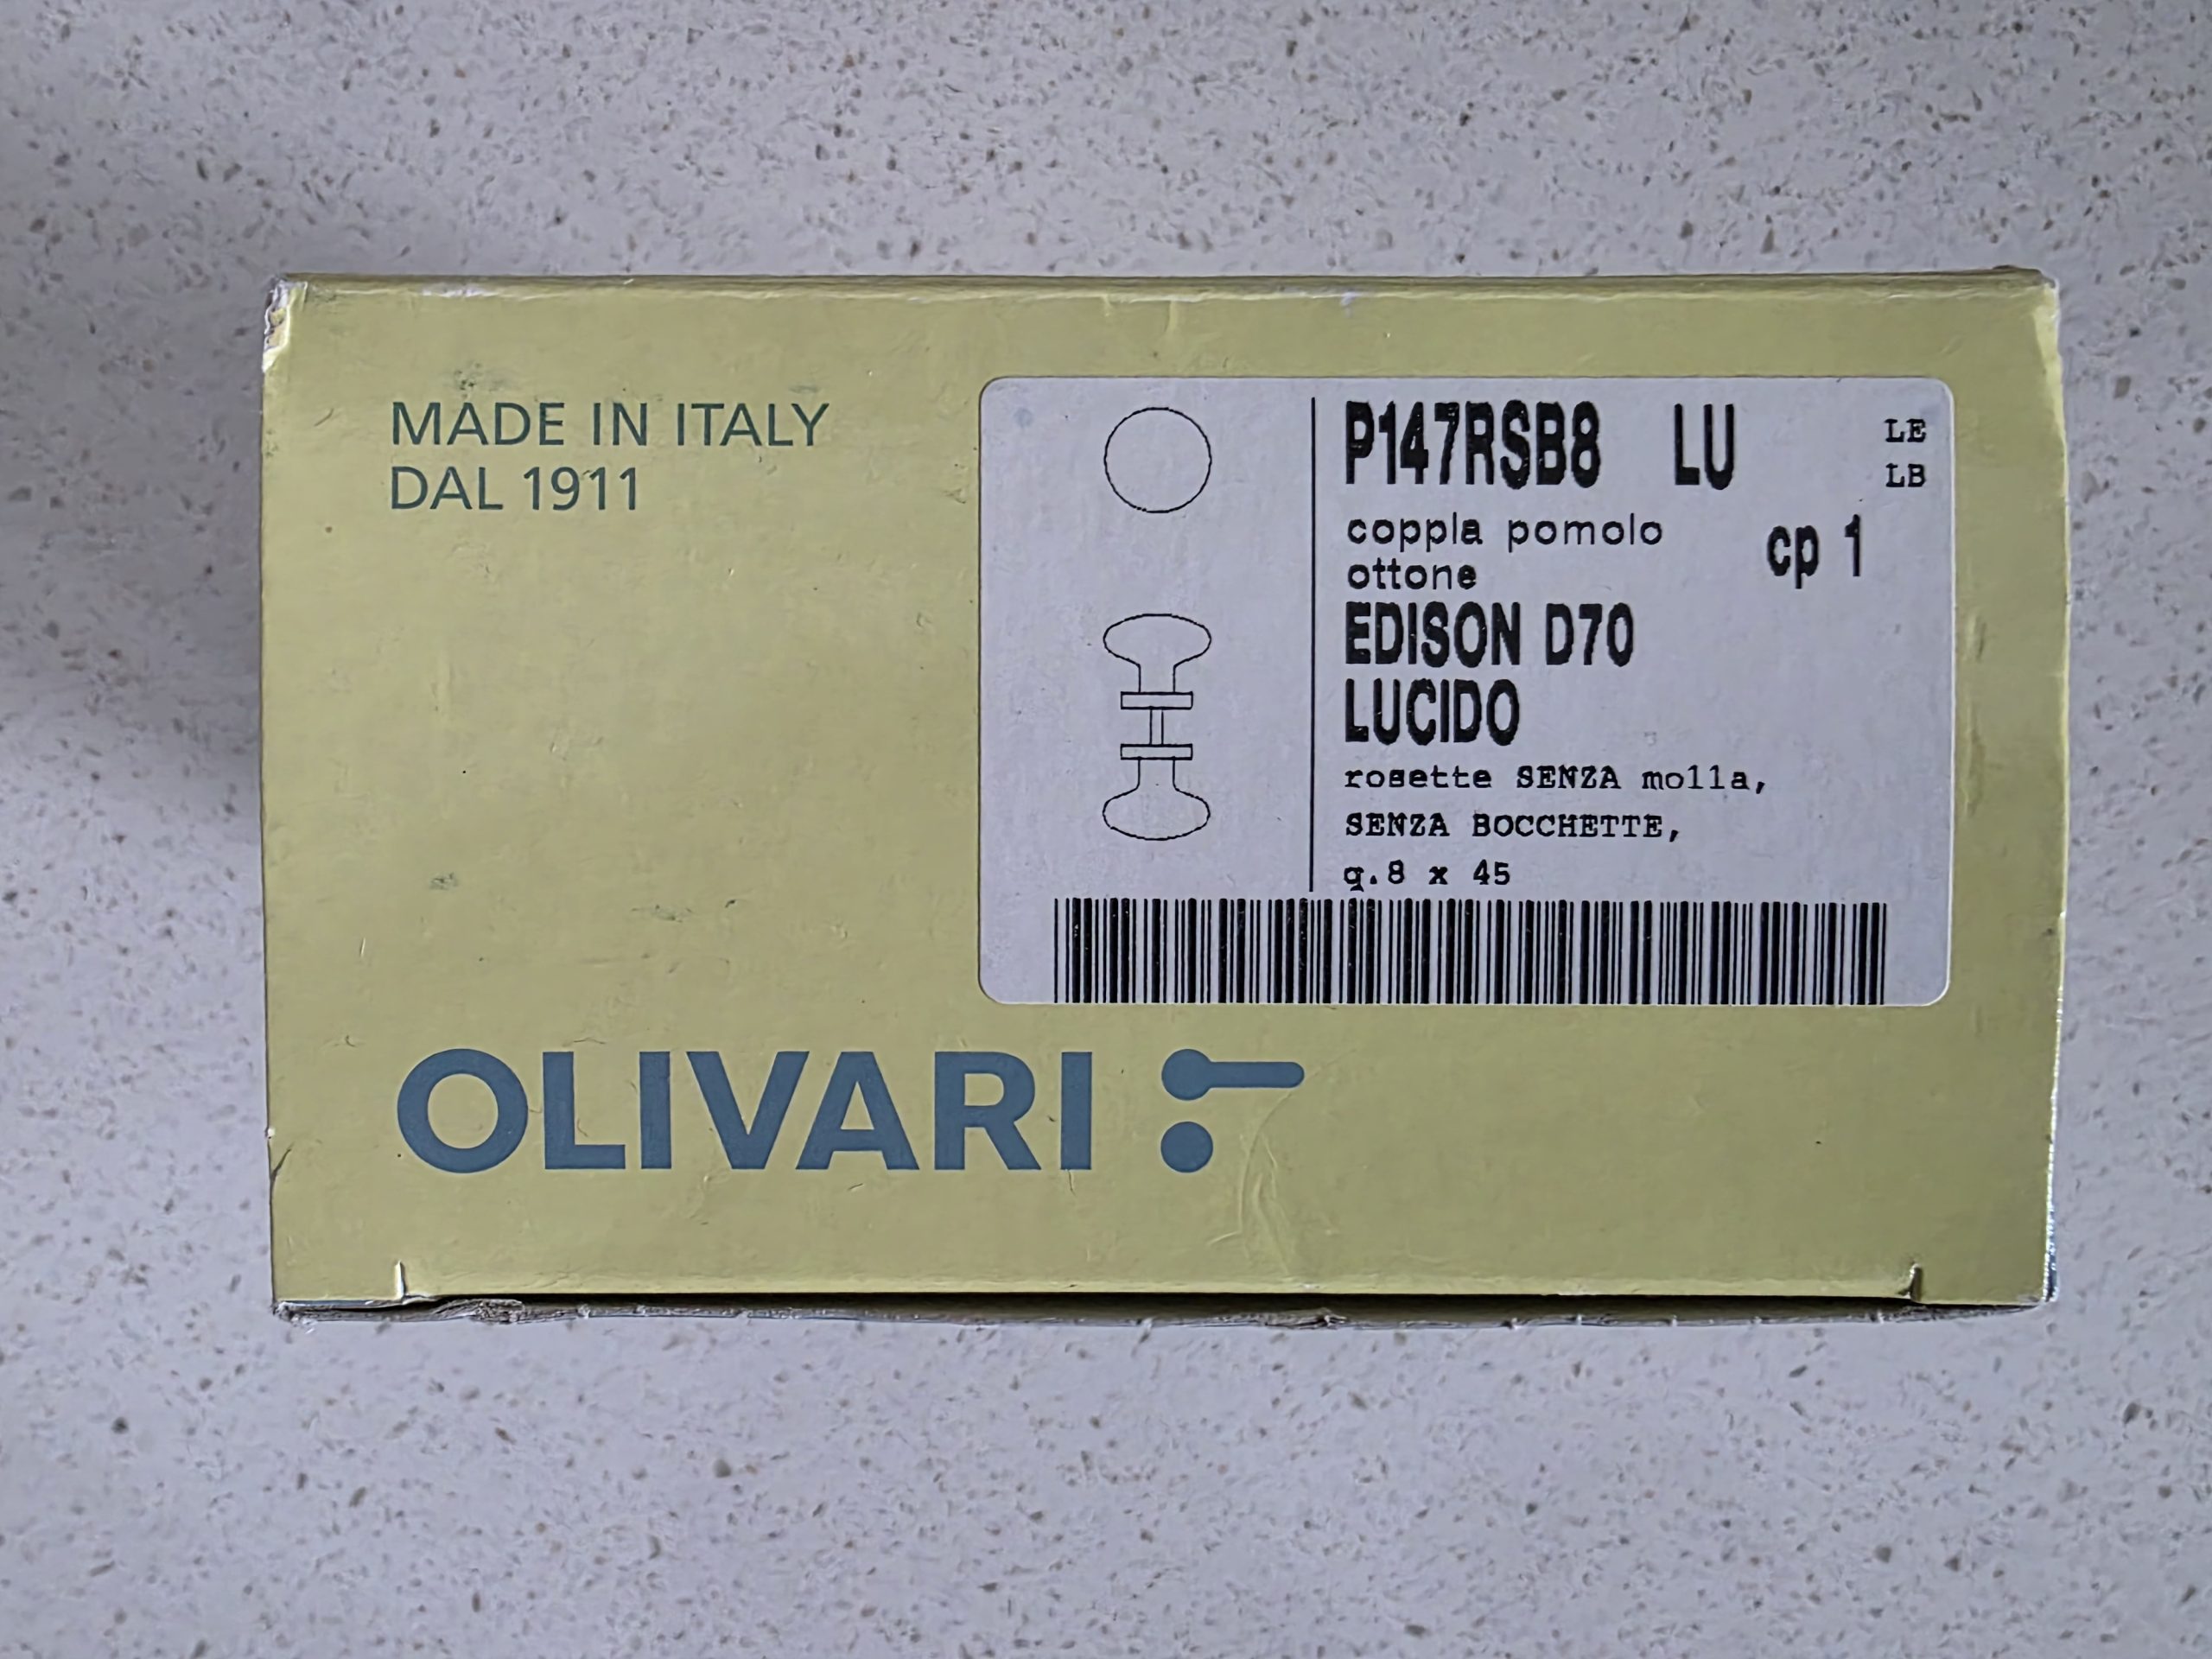 MADE IN ITALY
DAL 1911
P147RSB8 LU
LE
LB
coppia pomolo
ottone
cp 1
EDISON D70
LUCIDO
rosette SENZA molla,
SENZA BOCCHETTE,
q.8 x 45
OLIVARI